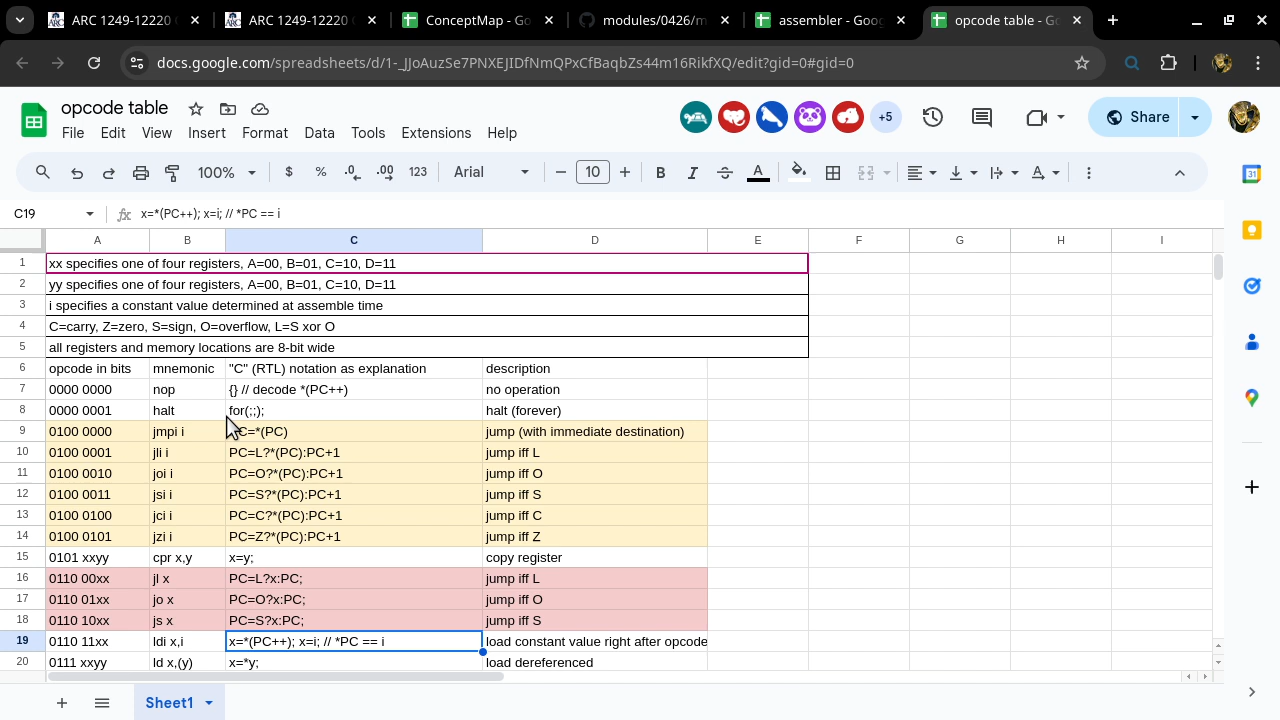 ARC 1249-12220
ARC 1249-12220
ConceptMap - Go
modules/0426/m
assembler - Goog
opcode table - Go
docs.google.com/spreadsheets/d/1-_JJoAuzSe7PNXEJIDfNmQPxCfBaqbZs44m16RikfXQ/edit?gid=0#gid=0
opcode table
File Edit View Insert Format Data Tools Extensions Help
+5
Share
100% $ % .0 .00 123 Arial 10 B I S A
C19 fx x=*(PC++); x=i; // *PC == i
A B C D E F G H I
1 xx specifies one of four registers, A=00, B=01, C=10, D=11
2 yy specifies one of four registers, A=00, B=01, C=10, D=11
3 i specifies a constant value determined at assemble time
4 C=carry, Z=zero, S=sign, O=overflow, L=S xor O
5 all registers and memory locations are 8-bit wide
6 opcode in bits mnemonic "C" (RTL) notation as explanation description
7 0000 0000 nop {} // decode *(PC++) no operation
8 0000 0001 halt for(;;); halt (forever)
9 0100 0000 jmpi i PC=*(PC) jump (with immediate destination)
10 0100 0001 jli i PC=L?*(PC):PC+1 jump iff L
11 0100 0010 joi i PC=O?*(PC):PC+1 jump iff O
12 0100 0011 jsi i PC=S?*(PC):PC+1 jump iff S
13 0100 0100 jci i PC=C?*(PC):PC+1 jump iff C
14 0100 0101 jzi i PC=Z?*(PC):PC+1 jump iff Z
15 0101 xxyy cpr x,y x=y; copy register
16 0110 00xx jl x PC=L?x:PC; jump iff L
17 0110 01xx jo x PC=O?x:PC; jump iff O
18 0110 10xx js x PC=S?x:PC; jump iff S
19 0110 11xx ldi x,i x=*(PC++); x=i; // *PC == i load constant value right after opcode
20 0111 xxyy ld x,(y) x=*y; load dereferenced
Sheet1
31